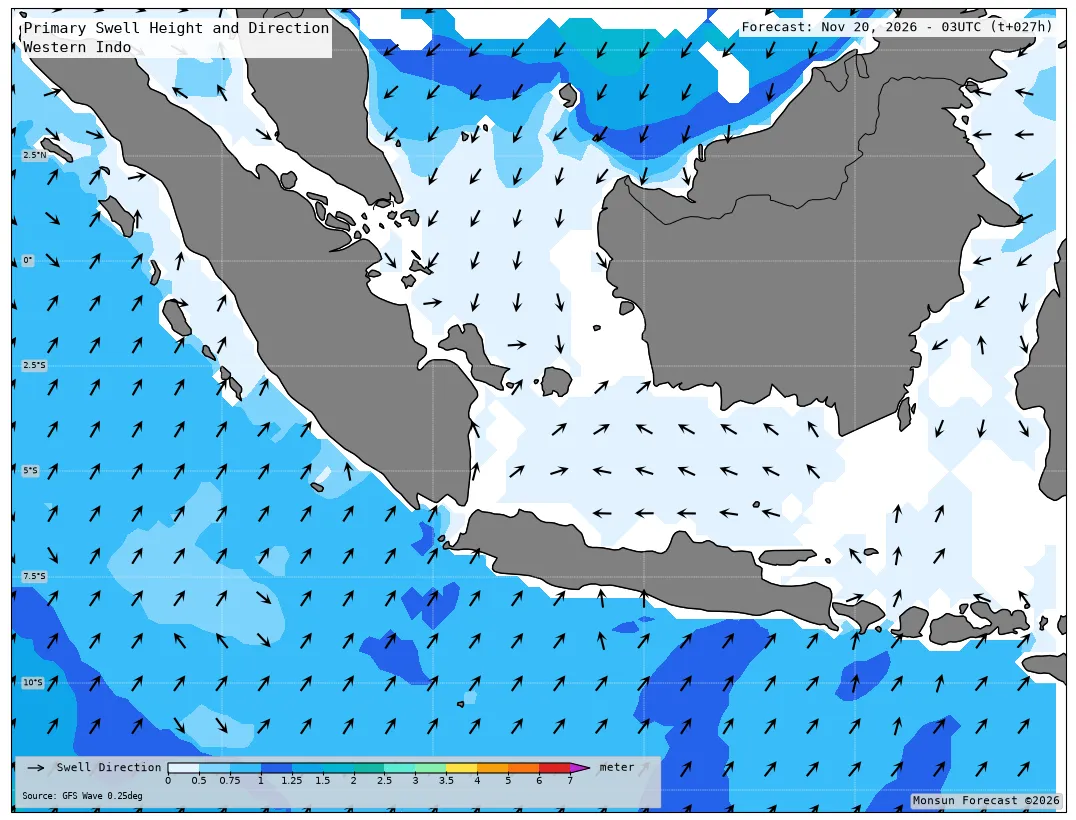 Primary Swell Height and Direction
Western Indo
Forecast: Nov 20, 2026 - 03UTC (t+027h)
2.5°N
0°
2.5°S
5°S
7.5°S
10°S
Swell Direction
meter
0 0.5 0.75 1 1.25 1.5 2 2.5 3 3.5 4 5 6 7
Source: GFS Wave 0.25deg
Monsun Forecast ©2026